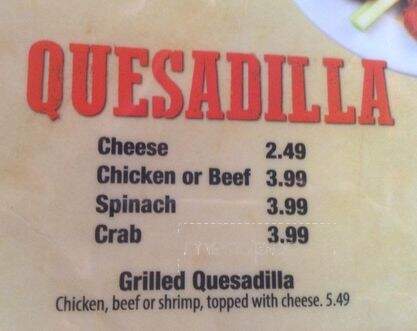 QUESADILLA
Cheese 2.49
Chicken or Beef 3.99
Spinach 3.99
Crab 3.99
Grilled Quesadilla
Chicken, beef or shrimp, topped with cheese. 5.49